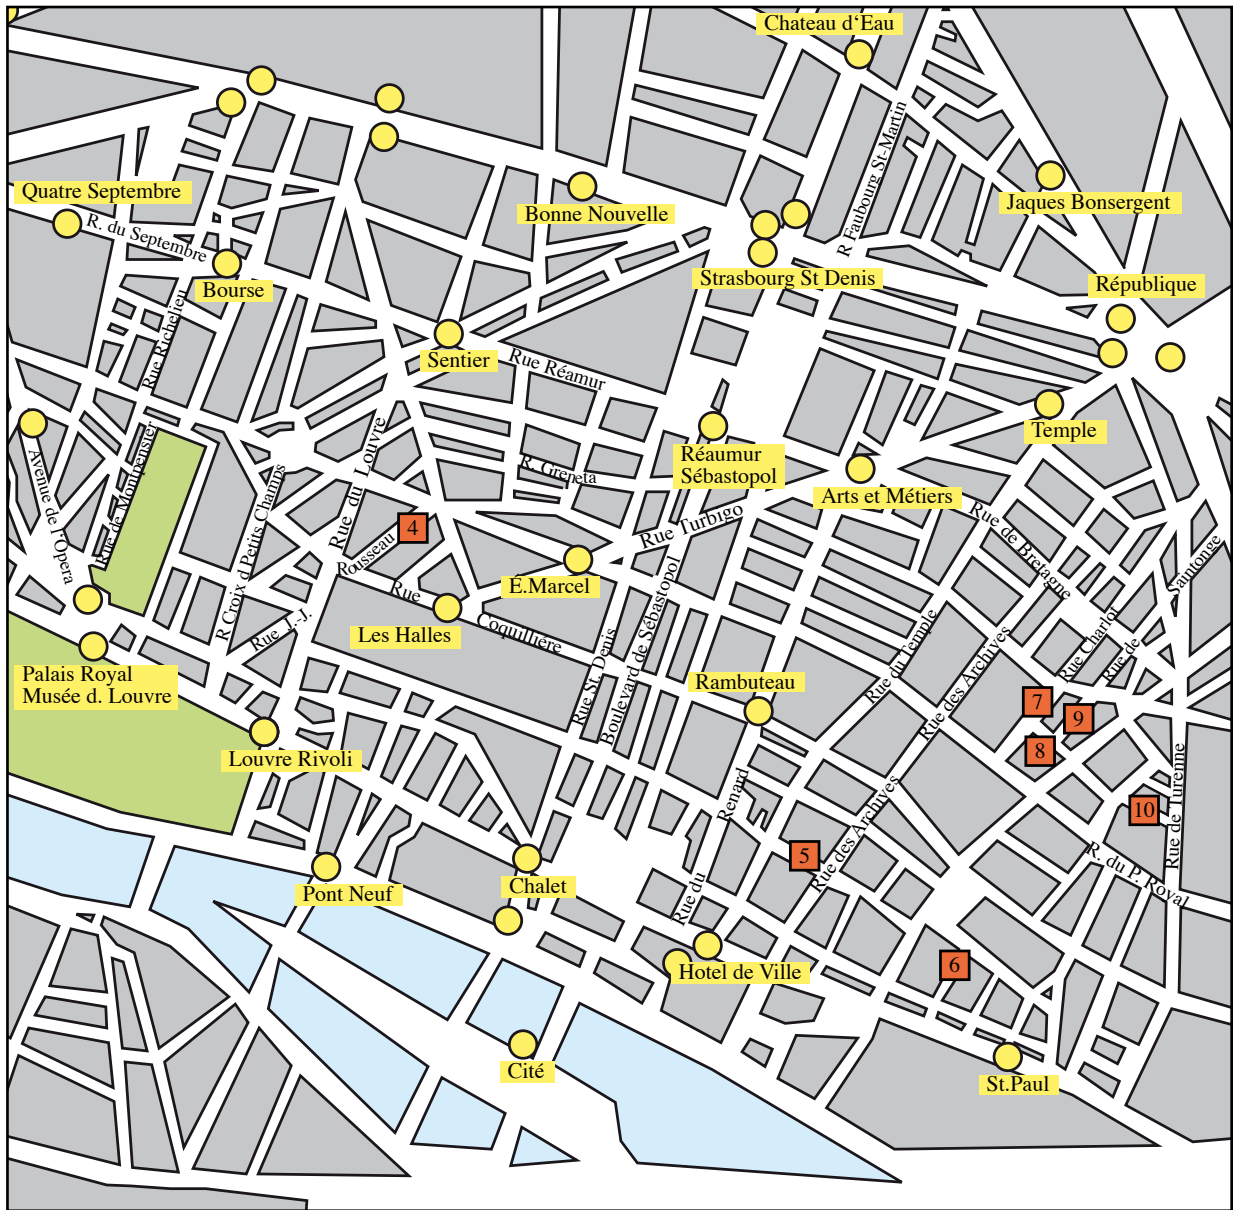 Chateau d‘Eau
R Faubourg St-Martin
Quatre Septembre
R. du Septembre
Bourse
Bonne Nouvelle
Jaques Bonsergent
Strasbourg St Denis
République
Rue Richelieu
Sentier
Rue Réamur
Temple
Avenue de l'Opera
Rue de Montpensier
R Croix d Petits Champs
Rue du Louvre
R. Greneta
Réaumur
Sébastopol
Arts et Métiers
Rue Turbigo
4
Rousseau
Rue J.-J.
Rue
Coquilliére
É.Marcel
Les Halles
Rue St. Denis
Boulevard de Sébastopol
Rue de Bretagne
Saintonge
Rue de
Rue Charlot
Rue du Temple
Rue des Archives
Palais Royal
Musée d. Louvre
Rambuteau
7
9
8
Louvre Rivoli
10
Rue de Turenne
Renard
Rue du
5
Rue des Archives
R. du P. Royal
Pont Neuf
Chalet
6
Hotel de Ville
Cité
St.Paul